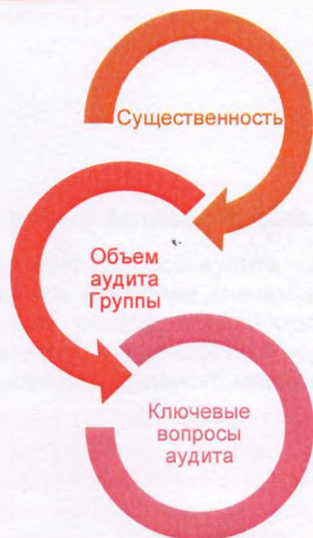 Существенность
Объем
аудита
Группы
Ключевые
вопросы
аудита